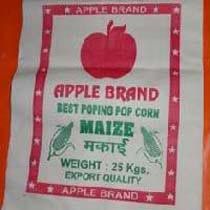 ★ APPLE BRAND ★
APPLE BRAND
BEST POPING POP CORN
MAIZE
मकाई
WEIGHT : 25 Kgs.
EXPORT QUALITY
★ APPLE BRAND ★